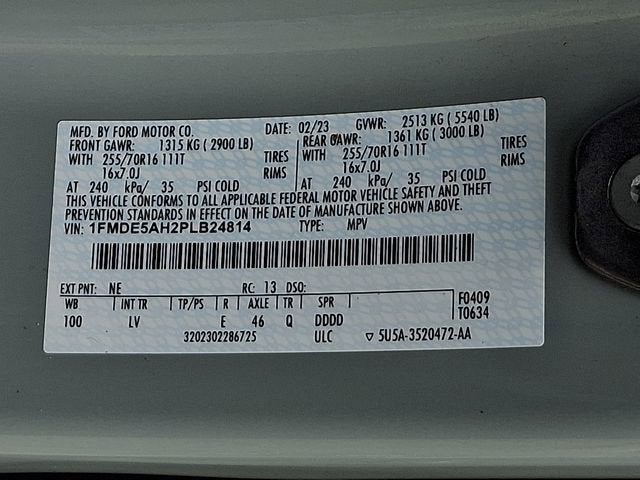 MFD. BY FORD MOTOR CO. DATE: 02/23 GVWR: 2513 KG ( 5540 LB)
FRONT GAWR: 1315 KG ( 2900 LB) REAR GAWR: 1361 KG ( 3000 LB)
WITH 255/70R16 111T TIRES WITH 255/70R16 111T TIRES
16x7.0J RIMS 16x7.0J RIMS
AT 240 kPa/ 35 PSI COLD AT 240 kPa/ 35 PSI COLD
THIS VEHICLE CONFORMS TO ALL APPLICABLE FEDERAL MOTOR VEHICLE SAFETY AND THEFT
PREVENTION STANDARDS IN EFFECT ON THE DATE OF MANUFACTURE SHOWN ABOVE.
VIN: 1FMDE5AH2PLB24814 TYPE: MPV
EXT PNT: NE RC: 13 DSO:
WB INT TR TP/PS R AXLE TR SPR F0409
100 LV E 46 Q DDDD T0634
3202302286725 ULC ▽ 5U5A-3520472-AA